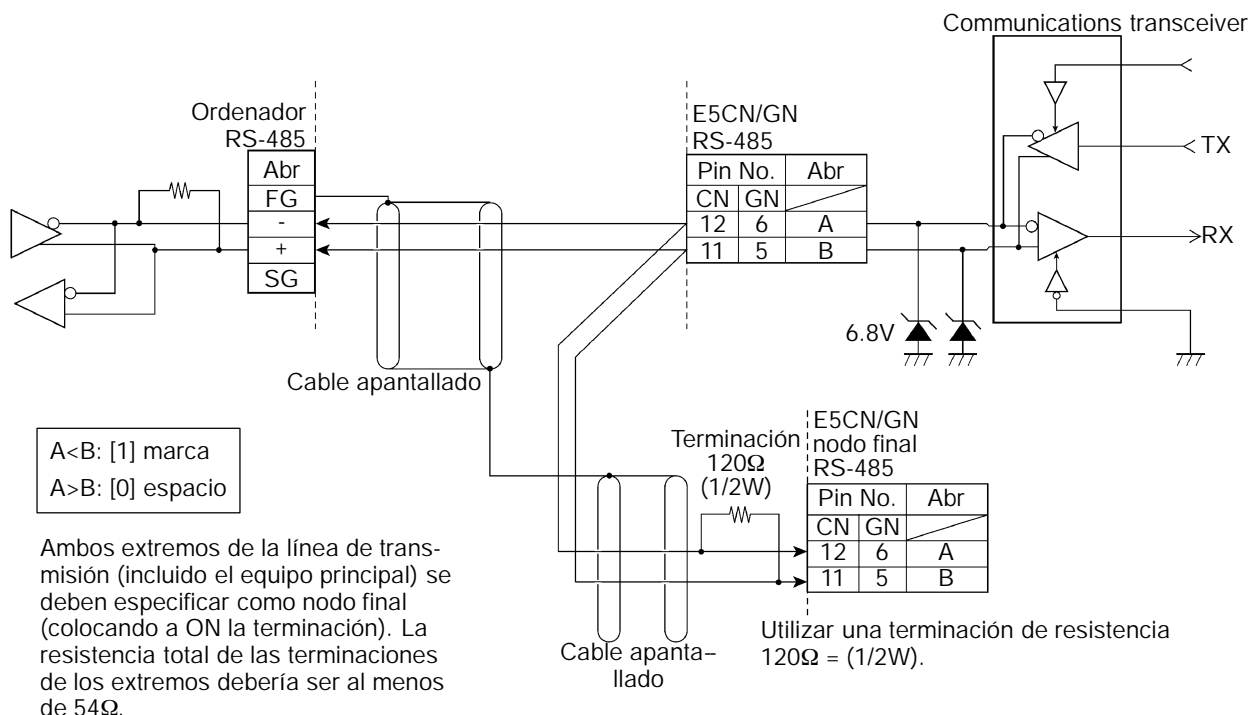 Communications transceiver
Ordenador
RS-485
Abr
FG
-
+
SG
E5CN/GN
RS-485
Pin No. Abr
CN GN
12 6 A
11 5 B
TX
RX
6.8V
Cable apantallado
A<B: [1] marca
A>B: [0] espacio
Terminación
120Ω
(1/2W)
E5CN/GN
nodo final
RS-485
Pin No. Abr
CN GN
12 6 A
11 5 B
Ambos extremos de la línea de trans-
misión (incluido el equipo principal) se
deben especificar como nodo final
(colocando a ON la terminación). La
resistencia total de las terminaciones
de los extremos debería ser al menos
de 54Ω.
Cable apanta-
llado
Utilizar una terminación de resistencia
120Ω = (1/2W).